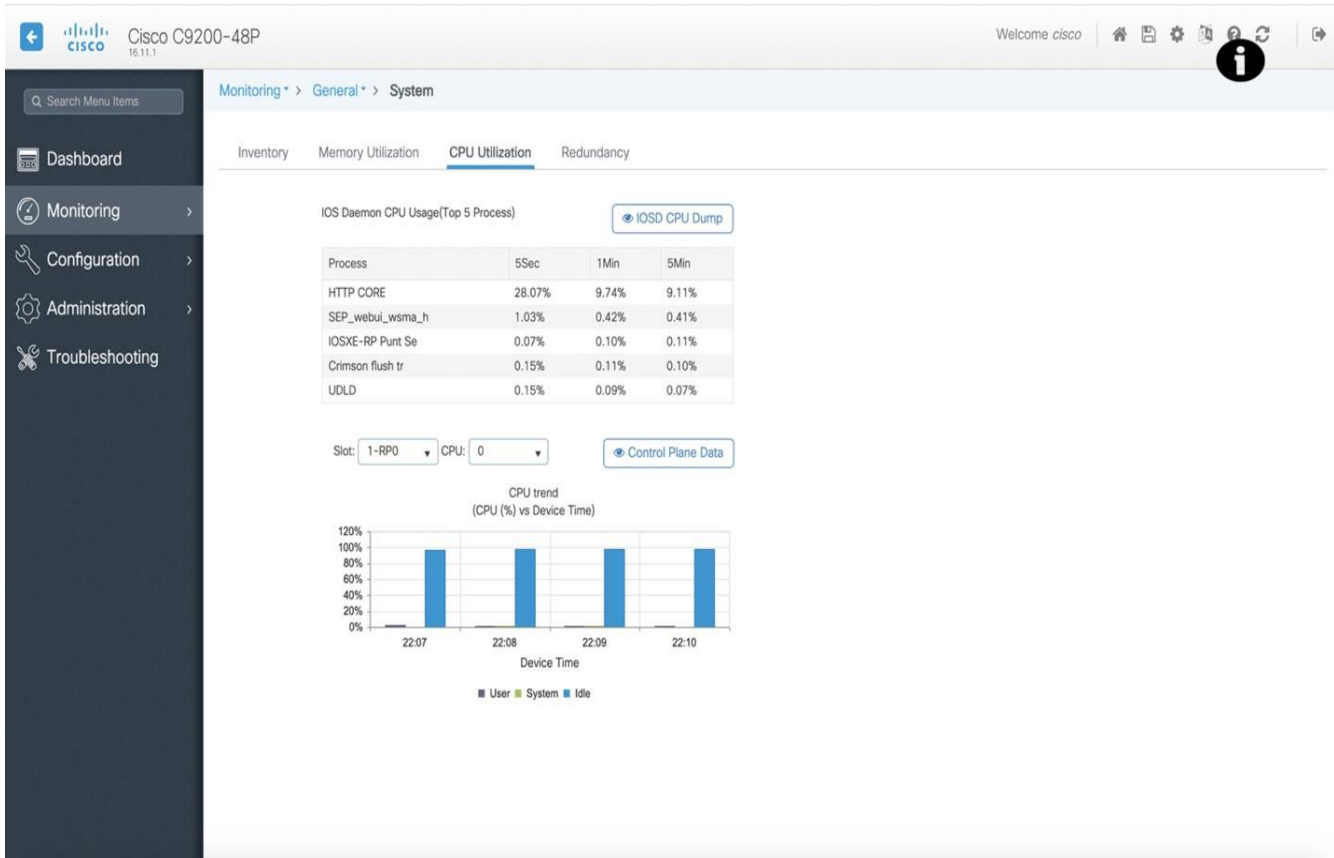 CISCO
Cisco C9200-48P
16.11.1
Welcome cisco
Search Menu Items
Dashboard
Monitoring
Configuration
Administration
Troubleshooting
Monitoring > General > System
Inventory Memory Utilization CPU Utilization Redundancy
IOS Daemon CPU Usage(Top 5 Process)
IOSD CPU Dump
Process 5Sec 1Min 5Min
HTTP CORE 28.07% 9.74% 9.11%
SEP_webui_wsma_h 1.03% 0.42% 0.41%
IOSXE-RP Punt Se 0.07% 0.10% 0.11%
Crimson flush tr 0.15% 0.11% 0.10%
UDLD 0.15% 0.09% 0.07%
Slot: 1-RP0 CPU: 0
Control Plane Data
CPU trend
(CPU (%) vs Device Time)
120%
100%
80%
60%
40%
20%
0%
22:07 22:08 22:09 22:10
Device Time
User System Idle